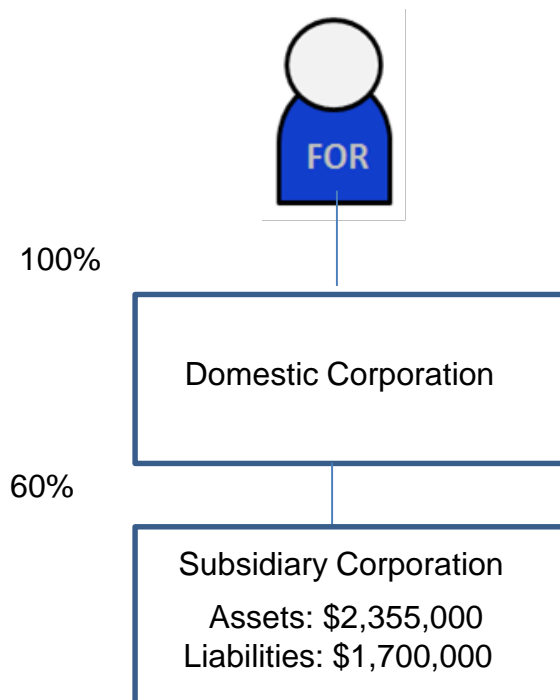 FOR
100%
Domestic Corporation
60%
Subsidiary Corporation
Assets: $2,355,000
Liabilities: $1,700,000